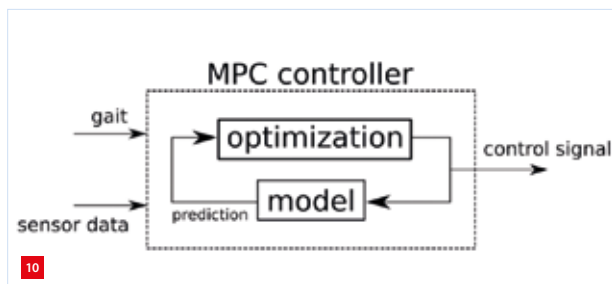 MPC controller
gait
optimization
control signal
model
prediction
sensor data
10